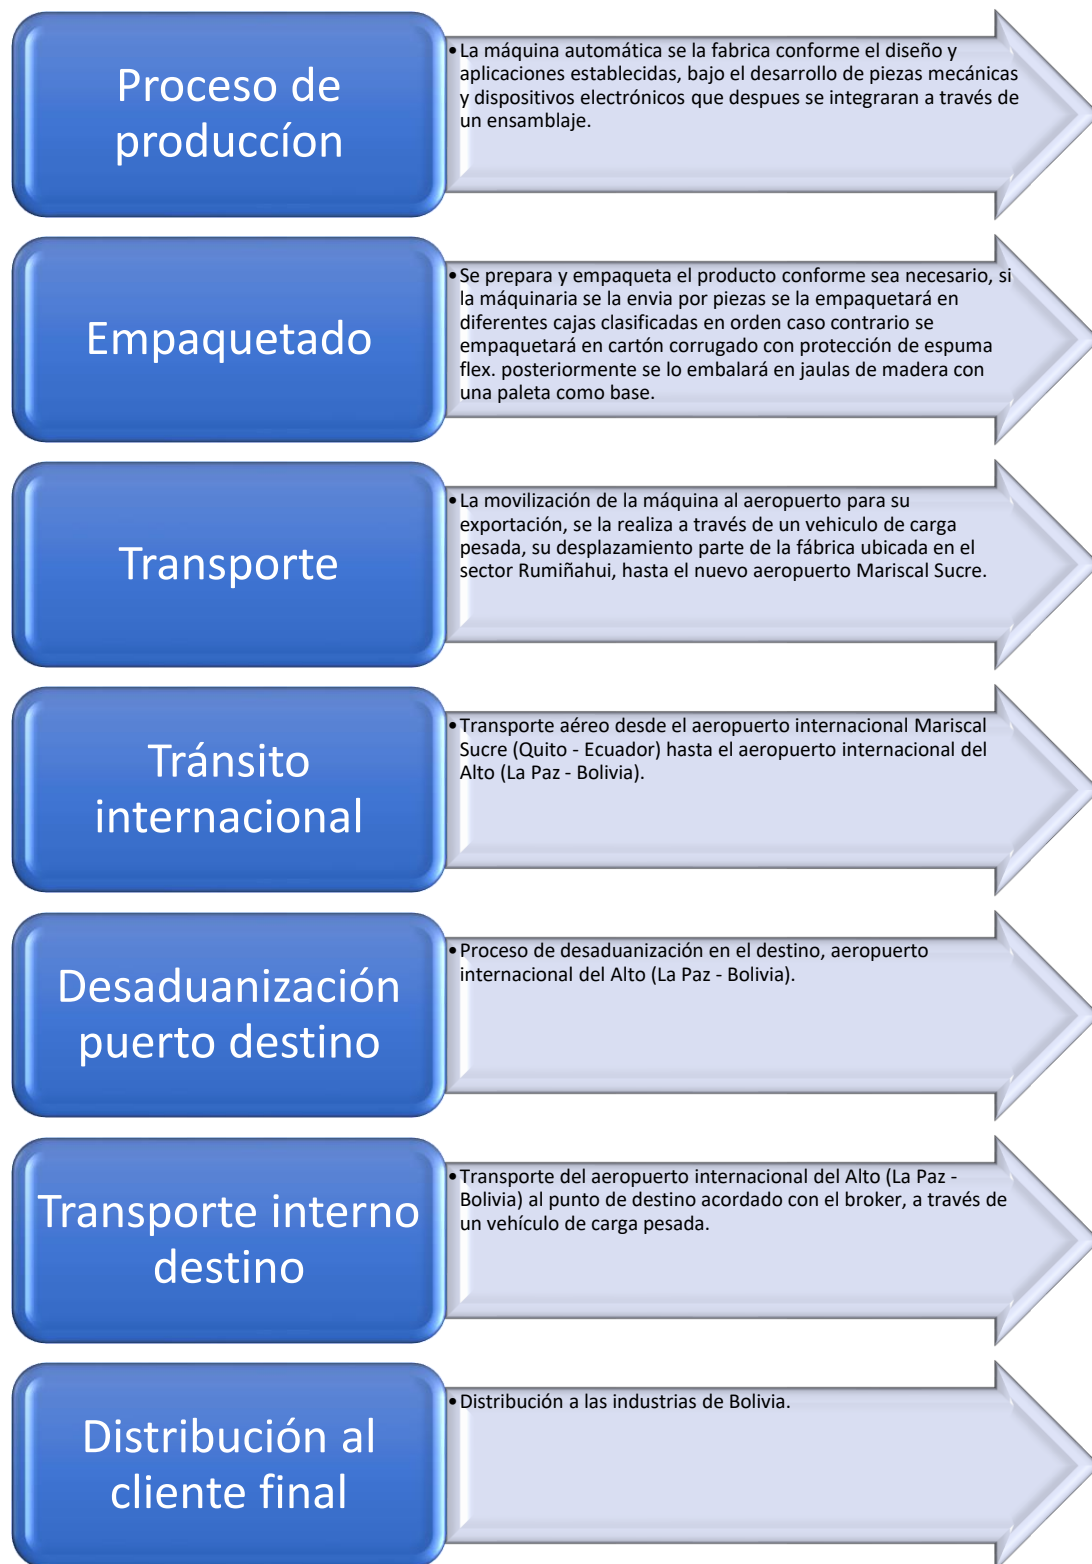 Proceso de
produccíon
•La máquina automática se la fabrica conforme el diseño y
aplicaciones establecidas, bajo el desarrollo de piezas mecánicas
y dispositivos electrónicos que despues se integraran a través de
un ensamblaje.
Empaquetado
•Se prepara y empaqueta el producto conforme sea necesario, si
la máquinaria se la envia por piezas se la empaquetará en
diferentes cajas clasificadas en orden caso contrario se
empaquetará en cartón corrugado con protección de espuma
flex. posteriormente se lo embalará en jaulas de madera con
una paleta como base.
Transporte
•La movilización de la máquina al aeropuerto para su
exportación, se la realiza a través de un vehiculo de carga
pesada, su desplazamiento parte de la fábrica ubicada en el
sector Rumiñahui, hasta el nuevo aeropuerto Mariscal Sucre.
Tránsito
internacional
•Transporte aéreo desde el aeropuerto internacional Mariscal
Sucre (Quito - Ecuador) hasta el aeropuerto internacional del
Alto (La Paz - Bolivia).
Desaduanización
puerto destino
•Proceso de desaduanización en el destino, aeropuerto
internacional del Alto (La Paz - Bolivia).
Transporte interno
destino
•Transporte del aeropuerto internacional del Alto (La Paz -
Bolivia) al punto de destino acordado con el broker, a través de
un vehículo de carga pesada.
Distribución al
cliente final
•Distribución a las industrias de Bolivia.